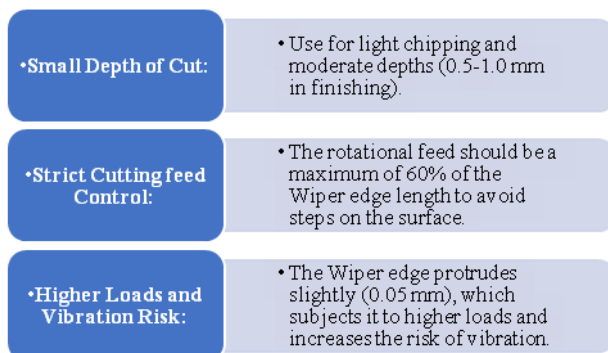 •Small Depth of Cut:
• Use for light chipping and
moderate depths (0.5-1.0 mm
in finishing).
•Strict Cutting feed
Control:
• The rotational feed should be a
maximum of 60% of the
Wiper edge length to avoid
steps on the surface.
•Higher Loads and
Vibration Risk:
• The Wiper edge protrudes
slightly (0.05 mm), which
subjects it to higher loads and
increases the risk of vibration.